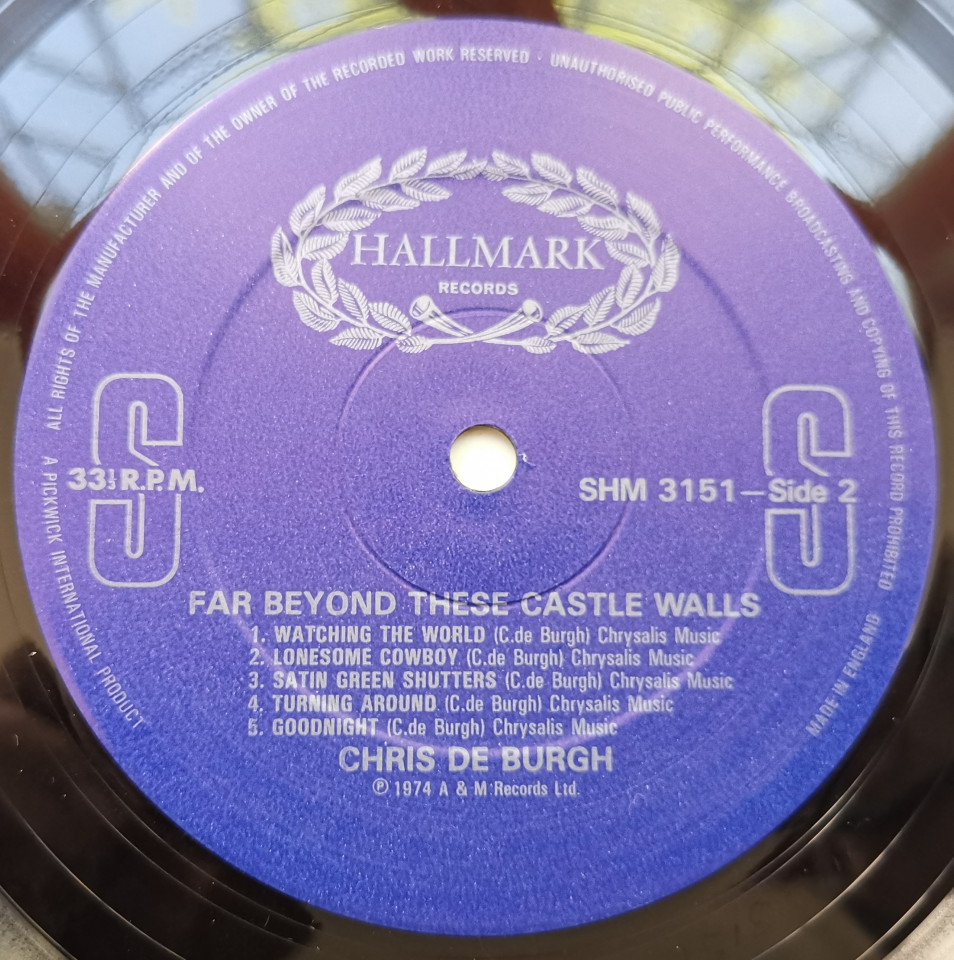 ALL RIGHTS OF THE MANUFACTURER AND OF THE OWNER OF THE RECORDED WORK RESERVED · UNAUTHORISED PUBLIC PERFORMANCE BROADCASTING AND COPYING OF THIS RECORD PROHIBITED
HALLMARK
RECORDS
S S
33⅓ R.P.M.
SHM 3151—Side 2
FAR BEYOND THESE CASTLE WALLS
1. WATCHING THE WORLD (C.de Burgh) Chrysalis Music
2. LONESOME COWBOY (C.de Burgh) Chrysalis Music
3. SATIN GREEN SHUTTERS (C.de Burgh) Chrysalis Music
4. TURNING AROUND (C.de Burgh) Chrysalis Music
5. GOODNIGHT (C.de Burgh) Chrysalis Music
CHRIS DE BURGH
℗ 1974 A & M Records Ltd.
A PICKWICK INTERNATIONAL PRODUCT
MADE IN ENGLAND